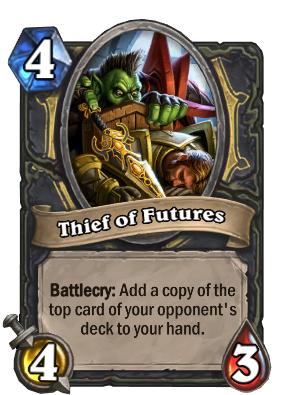 4
Thief of Futures
Battlecry: Add a copy of the
top card of your opponent's
deck to your hand.
4
3